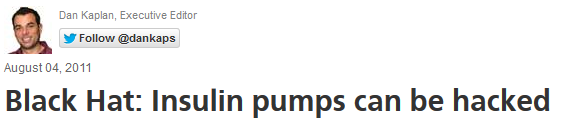 Dan Kaplan, Executive Editor
Follow @dankaps
August 04, 2011
Black Hat: Insulin pumps can be hacked